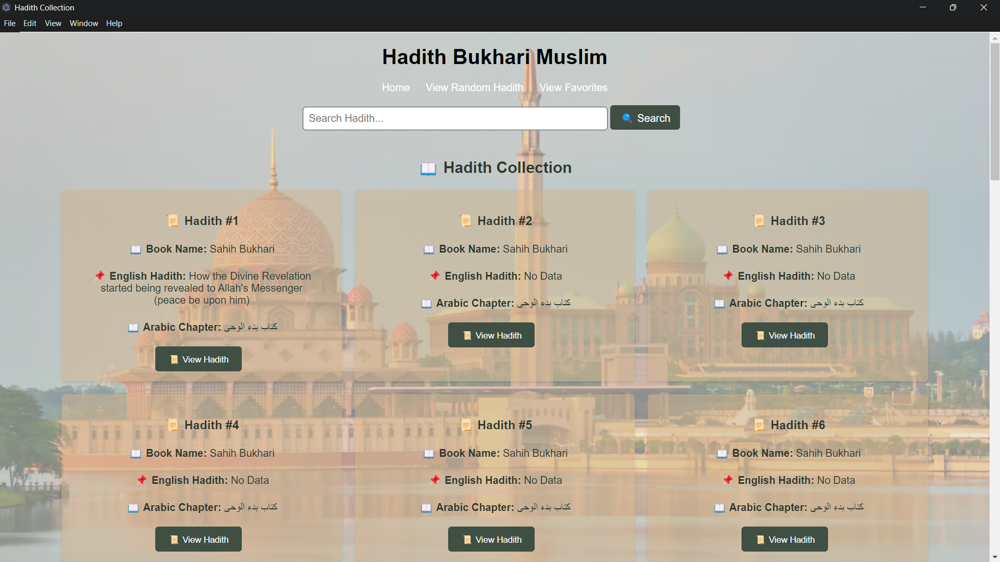 Hadith Collection
File Edit View Window Help
Hadith Bukhari Muslim
Home View Random Hadith View Favorites
Search Hadith...
Search
Hadith Collection
Hadith #1
Book Name: Sahih Bukhari
English Hadith: How the Divine Revelation
started being revealed to Allah's Messenger
(peace be upon him)
Arabic Chapter: كتاب بدء الوحى
View Hadith
Hadith #2
Book Name: Sahih Bukhari
English Hadith: No Data
Arabic Chapter: كتاب بدء الوحى
View Hadith
Hadith #3
Book Name: Sahih Bukhari
English Hadith: No Data
Arabic Chapter: كتاب بدء الوحى
View Hadith
Hadith #4
Book Name: Sahih Bukhari
English Hadith: No Data
Arabic Chapter: كتاب بدء الوحى
View Hadith
Hadith #5
Book Name: Sahih Bukhari
English Hadith: No Data
Arabic Chapter: كتاب بدء الوحى
View Hadith
Hadith #6
Book Name: Sahih Bukhari
English Hadith: No Data
Arabic Chapter: كتاب بدء الوحى
View Hadith